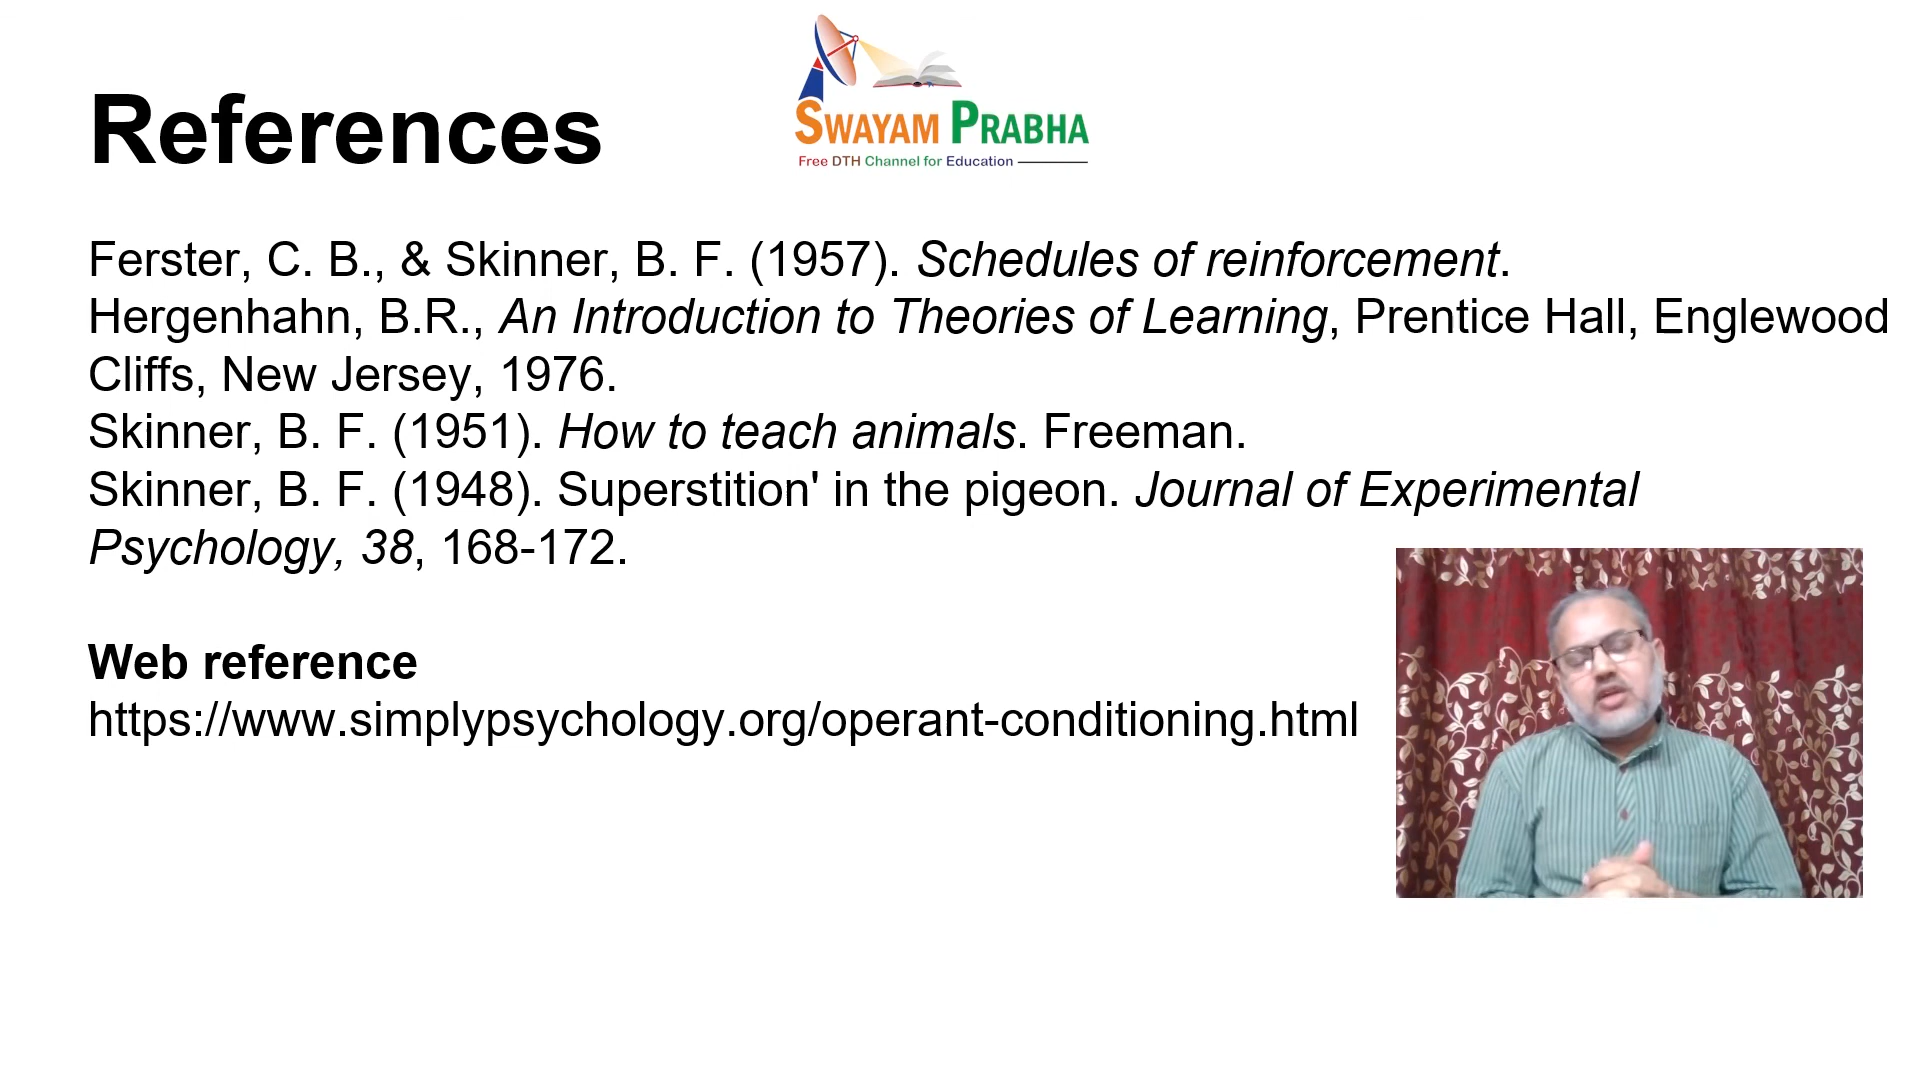 SWAYAM PRABHA
Free DTH Channel for Education
References
Ferster, C. B., & Skinner, B. F. (1957). Schedules of reinforcement.
Hergenhahn, B.R., An Introduction to Theories of Learning, Prentice Hall, Englewood
Cliffs, New Jersey, 1976.
Skinner, B. F. (1951). How to teach animals. Freeman.
Skinner, B. F. (1948). Superstition' in the pigeon. Journal of Experimental
Psychology, 38, 168-172.
Web reference
https://www.simplypsychology.org/operant-conditioning.html